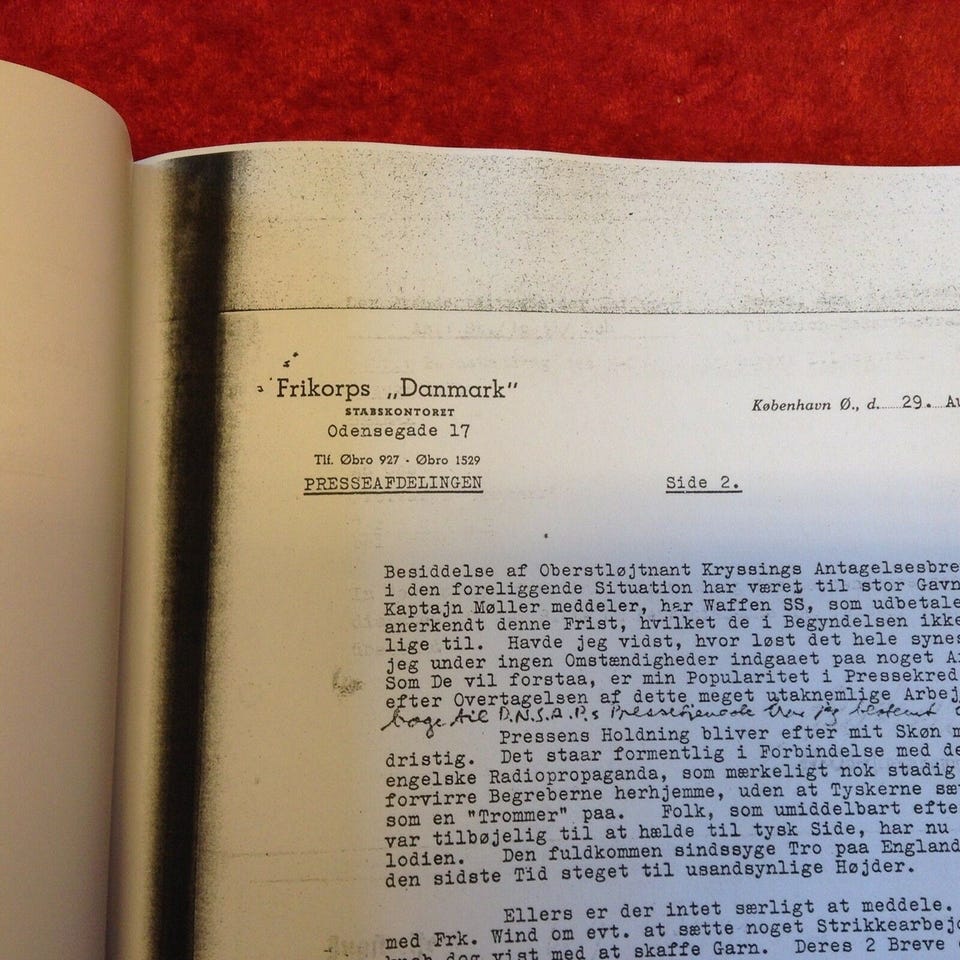 Frikorps „Danmark"
STABSKONTORET
Odensegade 17
Tlf. Øbro 927 - Øbro 1529
PRESSEAFDELINGEN
København Ø., d. 29. Au
Side 2.
Besiddelse af Oberstløjtnant Kryssings Antagelsesbre
i den foreliggende Situation har været til stor Gavn
Kaptajn Møller meddeler, har Waffen SS, som udbetale
anerkendt denne Frist, hvilket de i Begyndelsen ikke
lige til. Havde jeg vidst, hvor løst det hele synes
jeg under ingen Omstændigheder indgaaet paa noget A
Som De vil forstaa, er min Popularitet i Pressekred
efter Overtagelsen af dette meget utaknemlige Arbej
til D.N.S.A.P.s Pressetjeneste har jeg bestemt
Pressens Holdning bliver efter mit Skøn m
dristig. Det staar formentlig i Forbindelse med de
engelske Radiopropaganda, som mærkeligt nok stadig
forvirre Begreberne herhjemme, uden at Tyskerne sæt
som en "Trommer" paa. Folk, som umiddelbart efte
var tilbøjelig til at hælde til tysk Side, har nu
lodien. Den fuldkommen sindssyge Tro paa England
den sidste Tid steget til usandsynlige Højder.
Ellers er der intet særligt at meddele.
med Frk. Wind om evt. at sætte noget Strikkearbejd
dog vist med at skaffe Garn. Deres 2 Breve